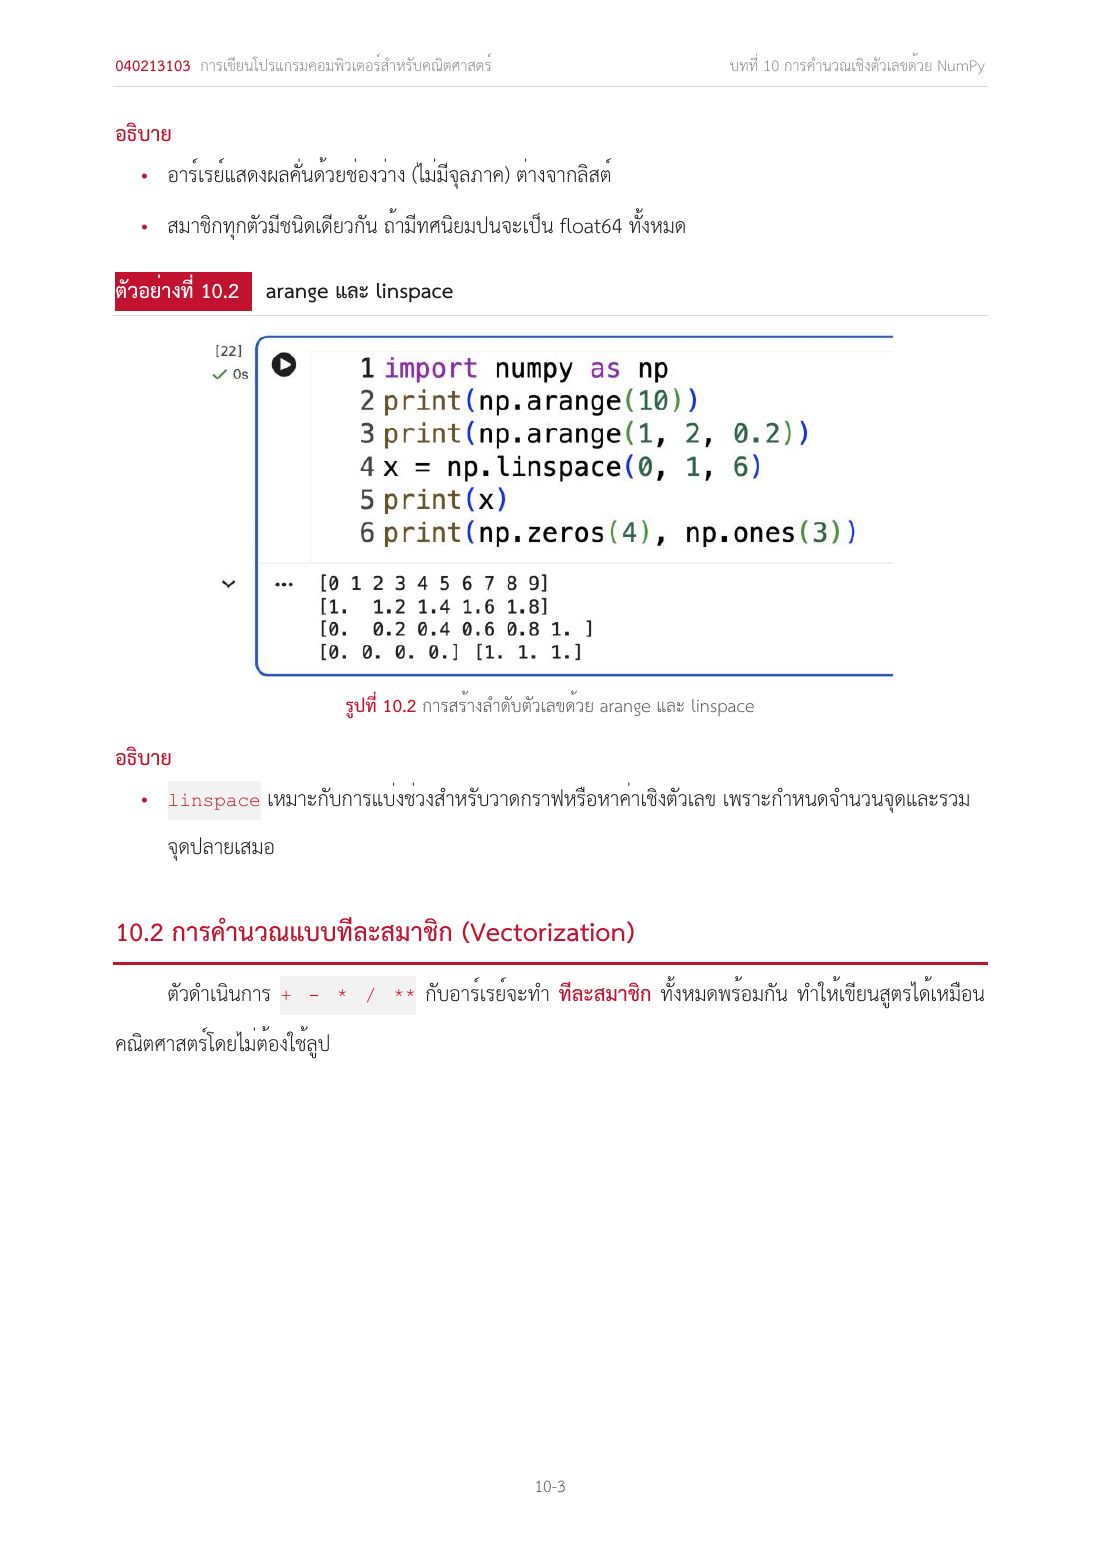 040213103 การเขียนโปรแกรมคอมพิวเตอร์สำหรับคณิตศาสตร์ บทที่ 10 การคำนวณเชิงตัวเลขด้วย NumPy
อธิบาย
• อาร์เรย์แสดงผลคั่นด้วยช่องว่าง (ไม่มีจุลภาค) ต่างจากลิสต์
• สมาชิกทุกตัวมีชนิดเดียวกัน ถ้ามีทศนิยมปนจะเป็น float64 ทั้งหมด
ตัวอย่างที่ 10.2 arange และ linspace
[22]
0s
1 import numpy as np
2 print(np.arange(10))
3 print(np.arange(1, 2, 0.2))
4 x = np.linspace(0, 1, 6)
5 print(x)
6 print(np.zeros(4), np.ones(3))
[0 1 2 3 4 5 6 7 8 9]
[1.  1.2 1.4 1.6 1.8]
[0.  0.2 0.4 0.6 0.8 1. ]
[0. 0. 0. 0.] [1. 1. 1.]
รูปที่ 10.2 การสร้างลำดับตัวเลขด้วย arange และ linspace
อธิบาย
• linspace เหมาะกับการแบ่งช่วงสำหรับวาดกราฟหรือหาค่าเชิงตัวเลข เพราะกำหนดจำนวนจุดและรวม
จุดปลายเสมอ
10.2 การคำนวณแบบทีละสมาชิก (Vectorization)
ตัวดำเนินการ + - * / ** กับอาร์เรย์จะทำ ทีละสมาชิก ทั้งหมดพร้อมกัน ทำให้เขียนสูตรได้เหมือน
คณิตศาสตร์โดยไม่ต้องใช้ลูป
10-3